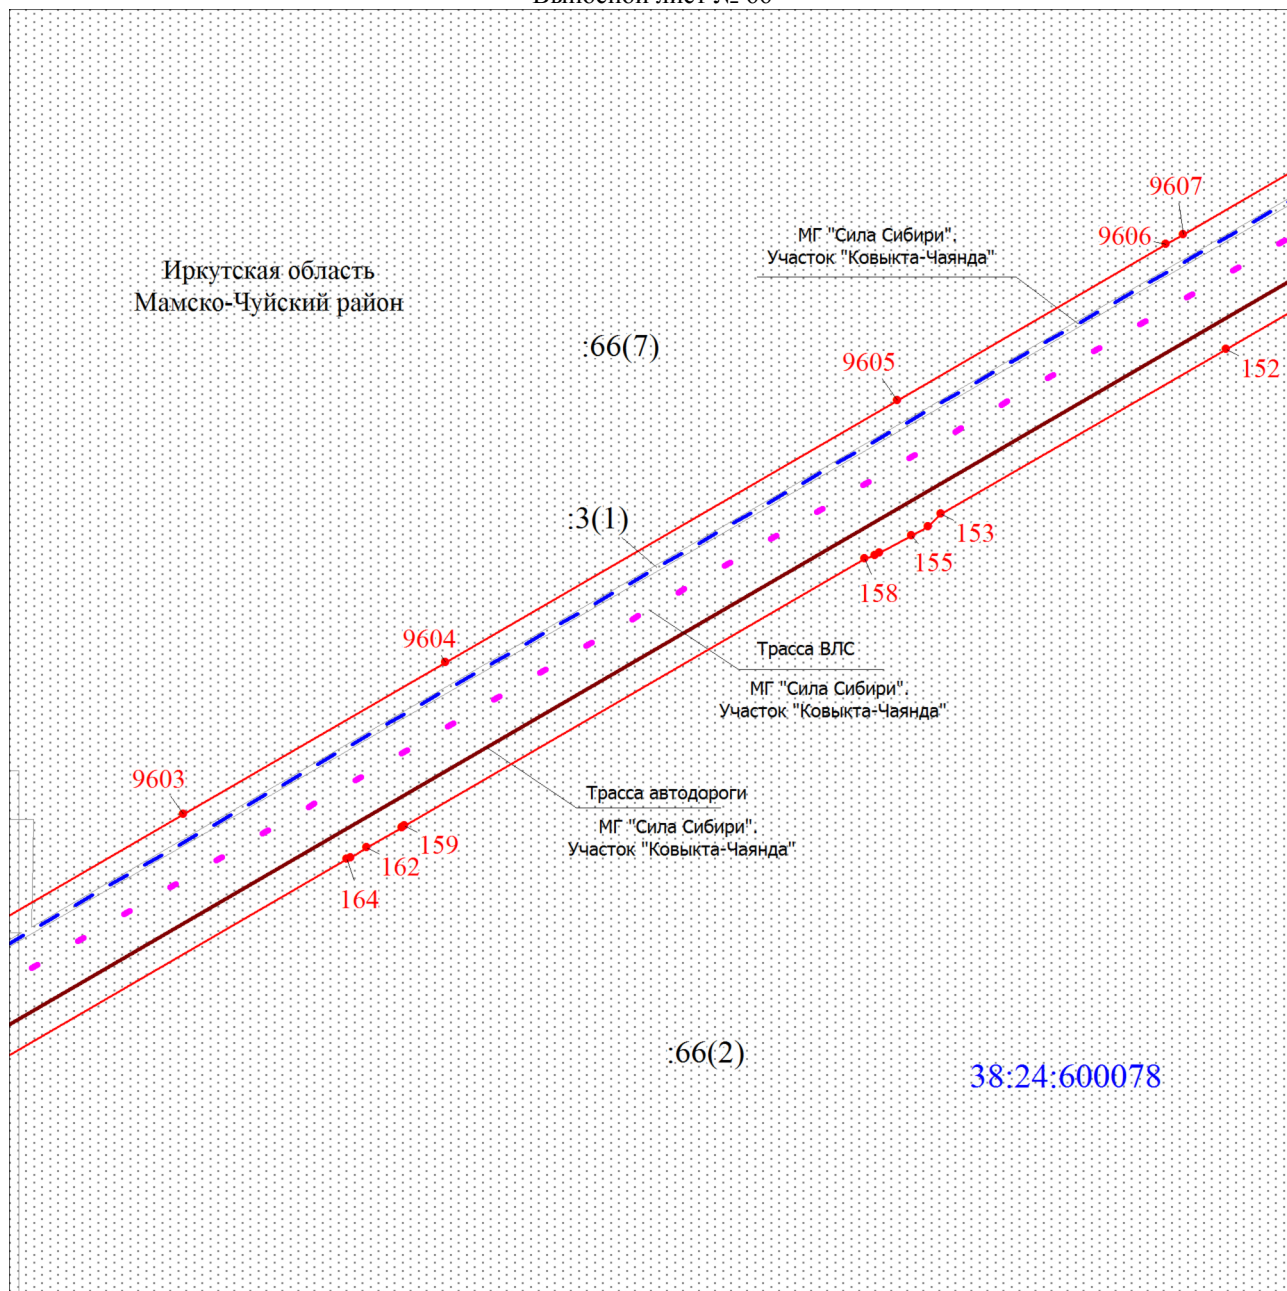 9607
9606
МГ "Сила Сибири".
Участок "Ковыкта-Чаянда"
Иркутская область
Мамско-Чуйский район
:66(7)
9605
152
:3(1)
153
155
158
9604
Трасса ВЛС
МГ "Сила Сибири".
Участок "Ковыкта-Чаянда"
9603
Трасса автодороги
МГ "Сила Сибири".
Участок "Ковыкта-Чаянда"
159
162
164
:66(2)
38:24:600078